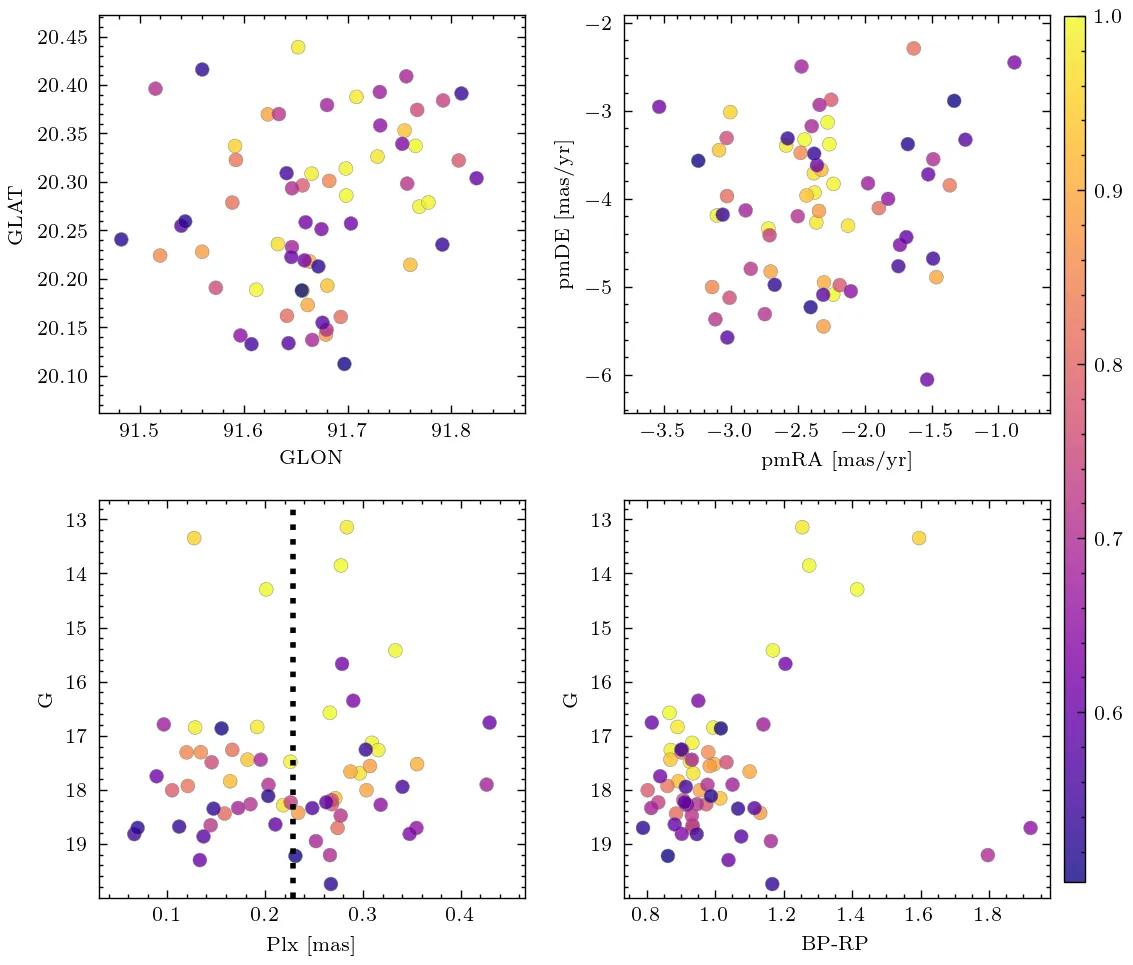 20.45
20.40
20.35
20.30
20.25
20.20
20.15
20.10
GLAT
91.5 91.6 91.7 91.8
GLON
−2
−3
−4
−5
−6
pmDE [mas/yr]
−3.5 −3.0 −2.5 −2.0 −1.5 −1.0
pmRA [mas/yr]
13
14
15
16
17
18
19
G
0.1 0.2 0.3 0.4
Plx [mas]
13
14
15
16
17
18
19
G
0.8 1.0 1.2 1.4 1.6 1.8
BP-RP
1.0
0.9
0.8
0.7
0.6